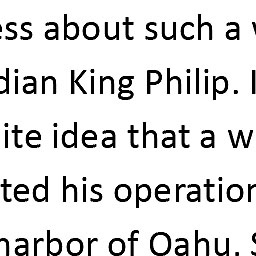 ess about such a
dian King Philip.
ite idea that a w
ted his operation
harbor of Oahu.